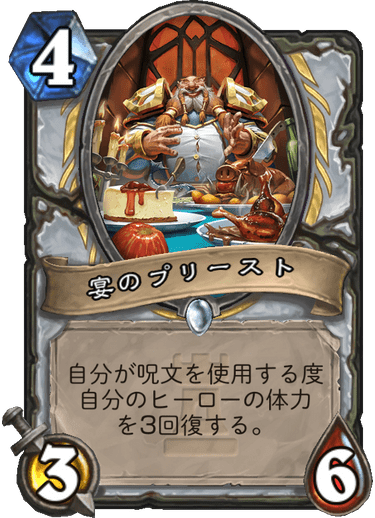 4
宴のプリースト
自分が呪文を使用する度
自分のヒーローの体力
を3回復する。
3
6